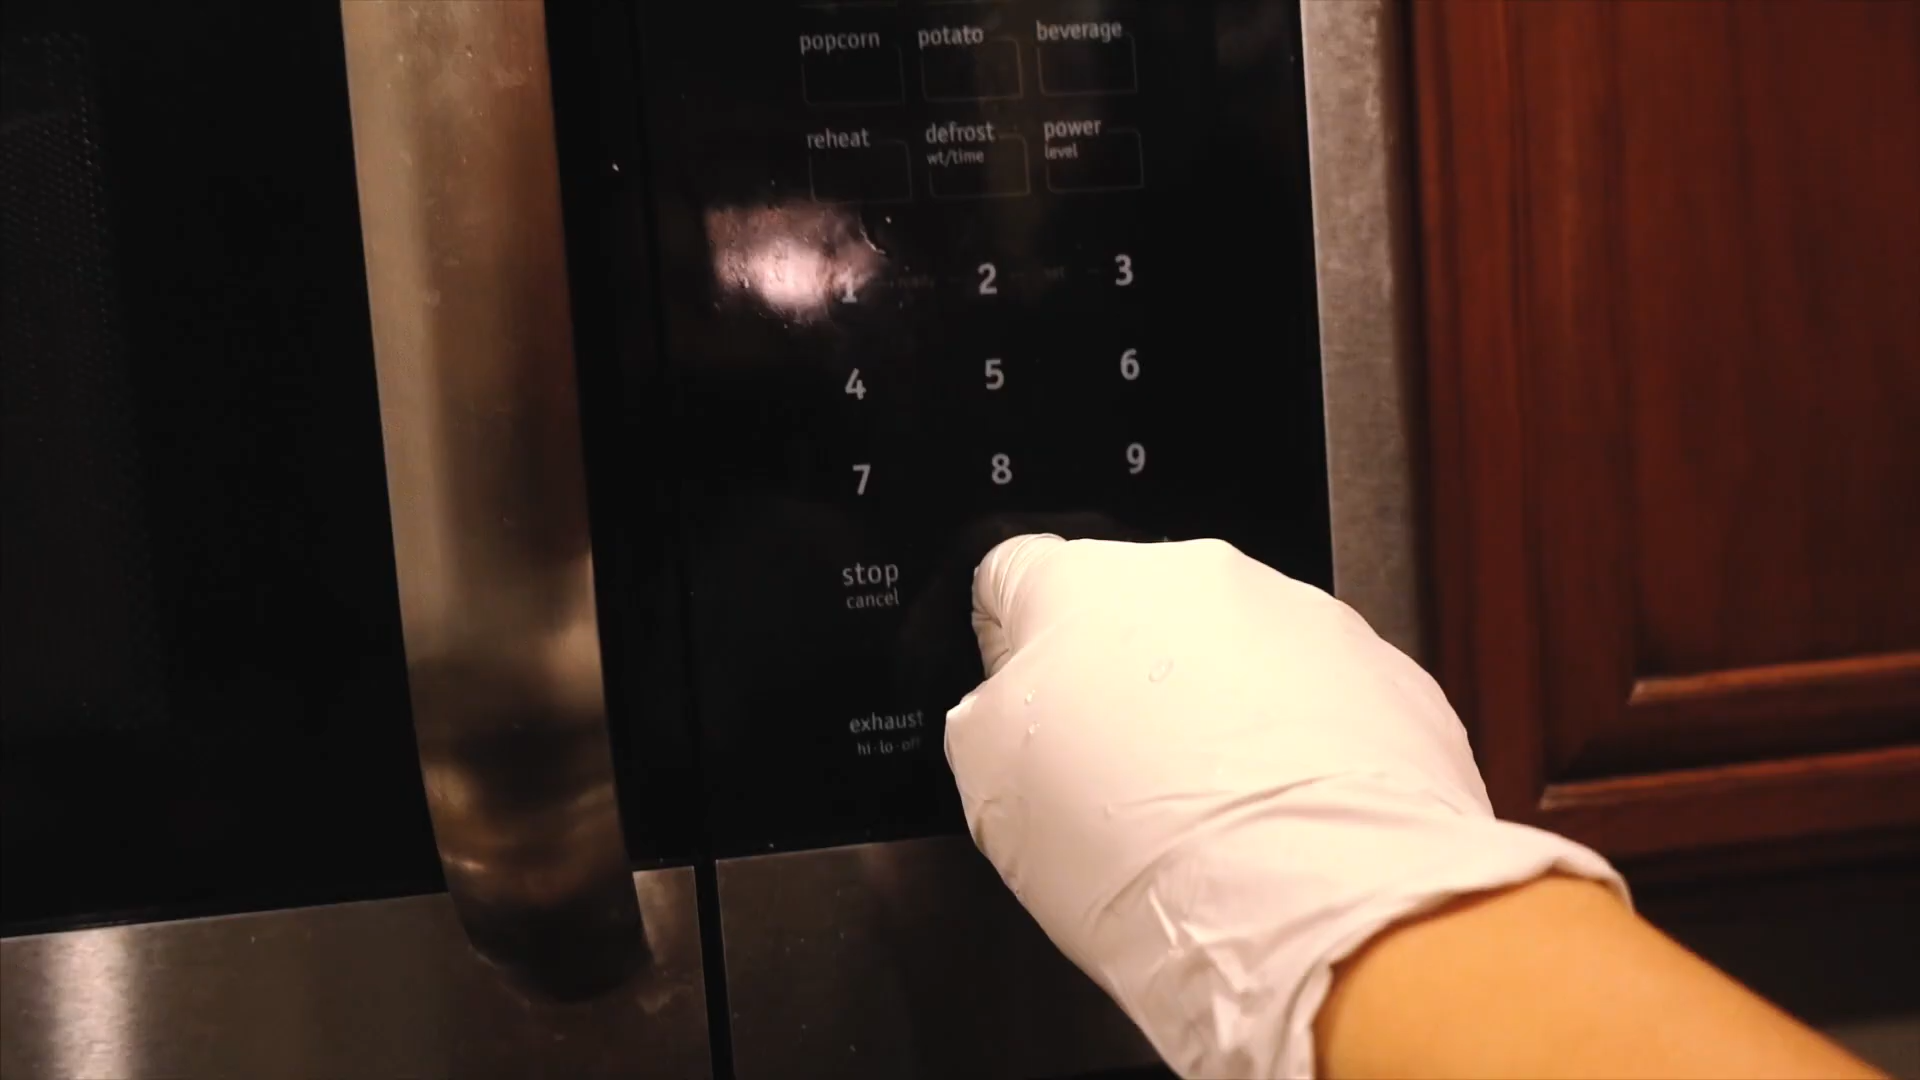 popcorn potato beverage
reheat defrost power
wt/time level
1 2 3
4 5 6
7 8 9
stop
cancel
exhaust
hi·lo·off